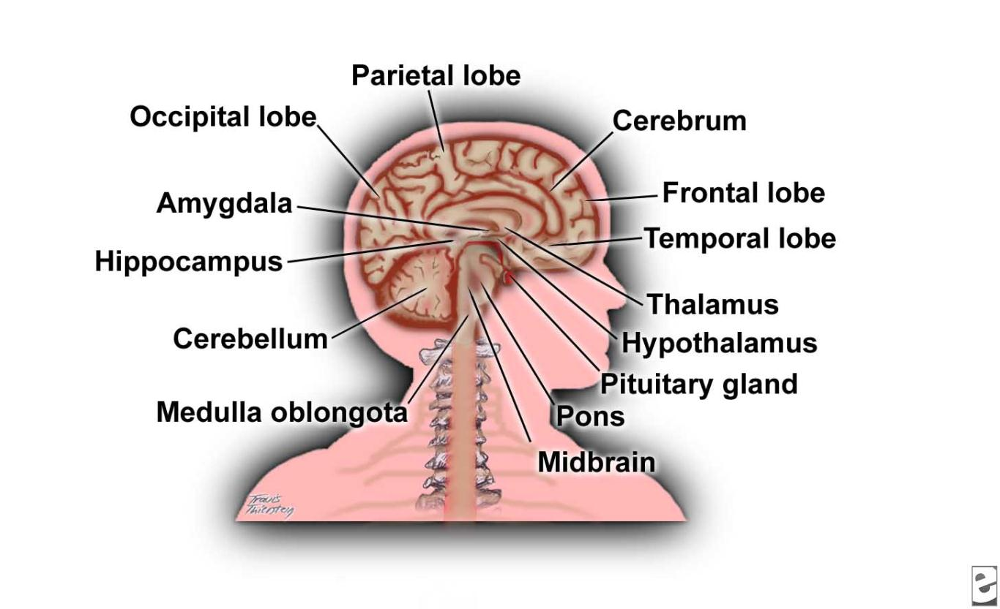 Parietal lobe
Occipital lobe
Cerebrum
Amygdala
Frontal lobe
Temporal lobe
Hippocampus
Thalamus
Cerebellum
Hypothalamus
Pituitary gland
Medulla oblongota
Pons
Midbrain
Travis